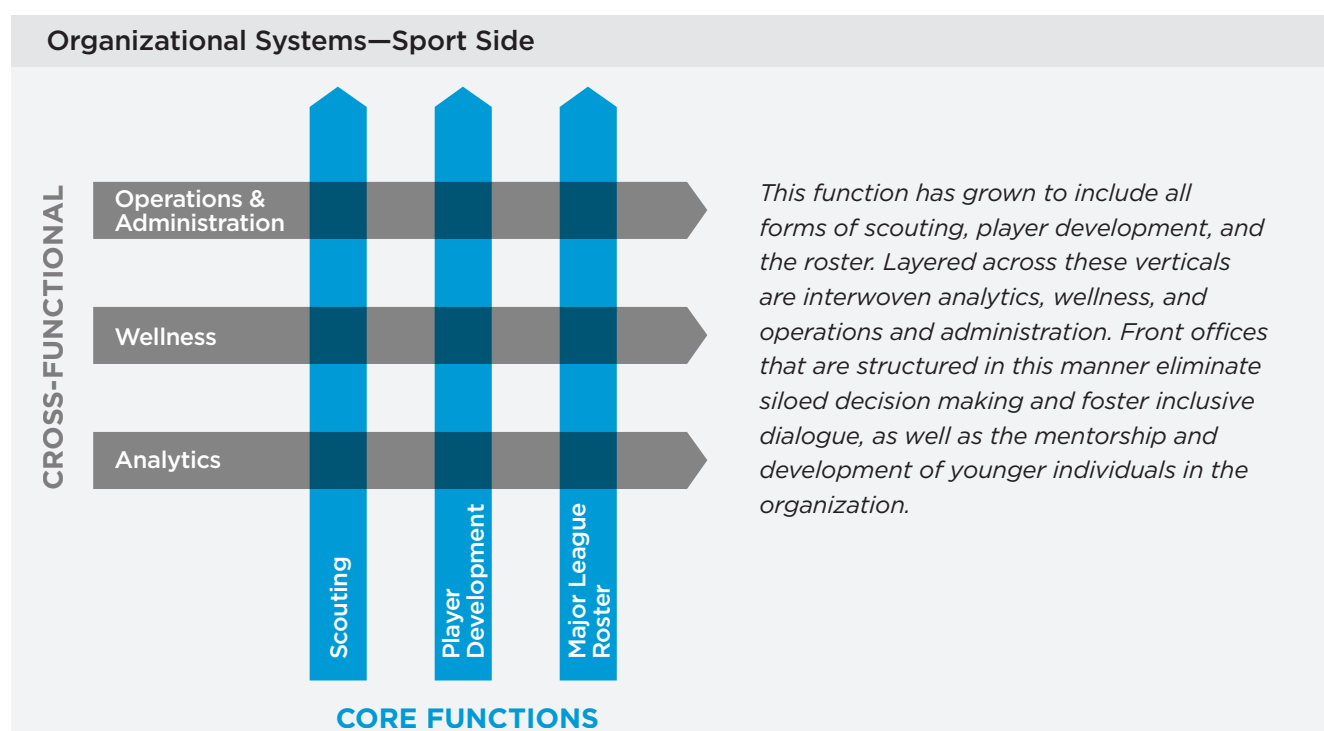 Organizational Systems—Sport Side
CROSS-FUNCTIONAL
Operations &
Administration
Wellness
Analytics
Scouting
Player
Development
Major League
Roster
CORE FUNCTIONS
This function has grown to include all
forms of scouting, player development, and
the roster. Layered across these verticals
are interwoven analytics, wellness, and
operations and administration. Front offices
that are structured in this manner eliminate
siloed decision making and foster inclusive
dialogue, as well as the mentorship and
development of younger individuals in the
organization.